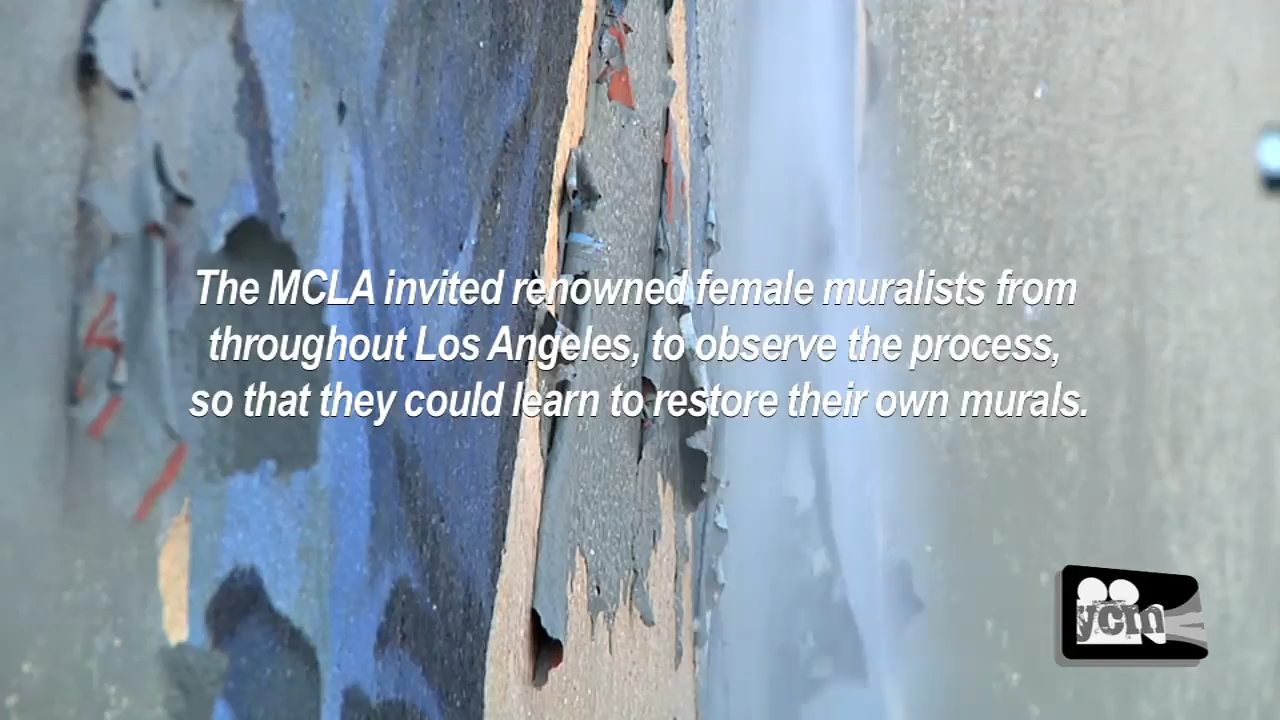 The MCLA invited renowned female muralists from
throughout Los Angeles, to observe the process,
so that they could learn to restore their own murals.
ycm